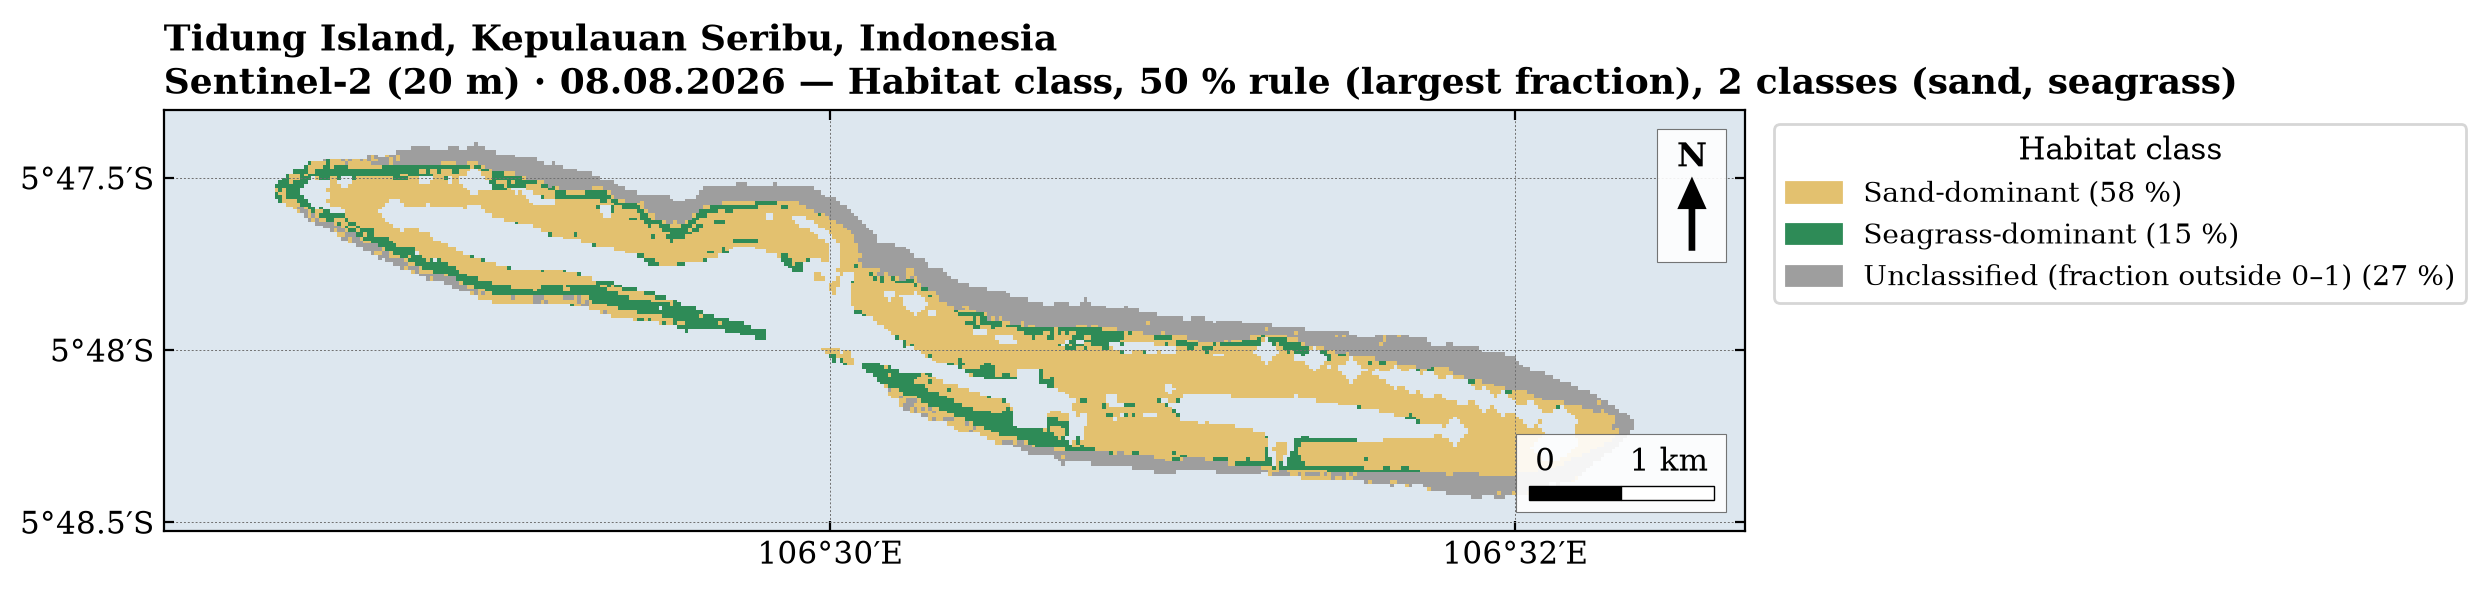 Tidung Island, Kepulauan Seribu, Indonesia
Sentinel-2 (20 m) · 08.08.2026 — Habitat class, 50 % rule (largest fraction), 2 classes (sand, seagrass)
N
Habitat class
Sand-dominant (58 %)
Seagrass-dominant (15 %)
Unclassified (fraction outside 0–1) (27 %)
5°47.5′S
5°48′S
5°48.5′S
0 1 km
106°30′E 106°32′E